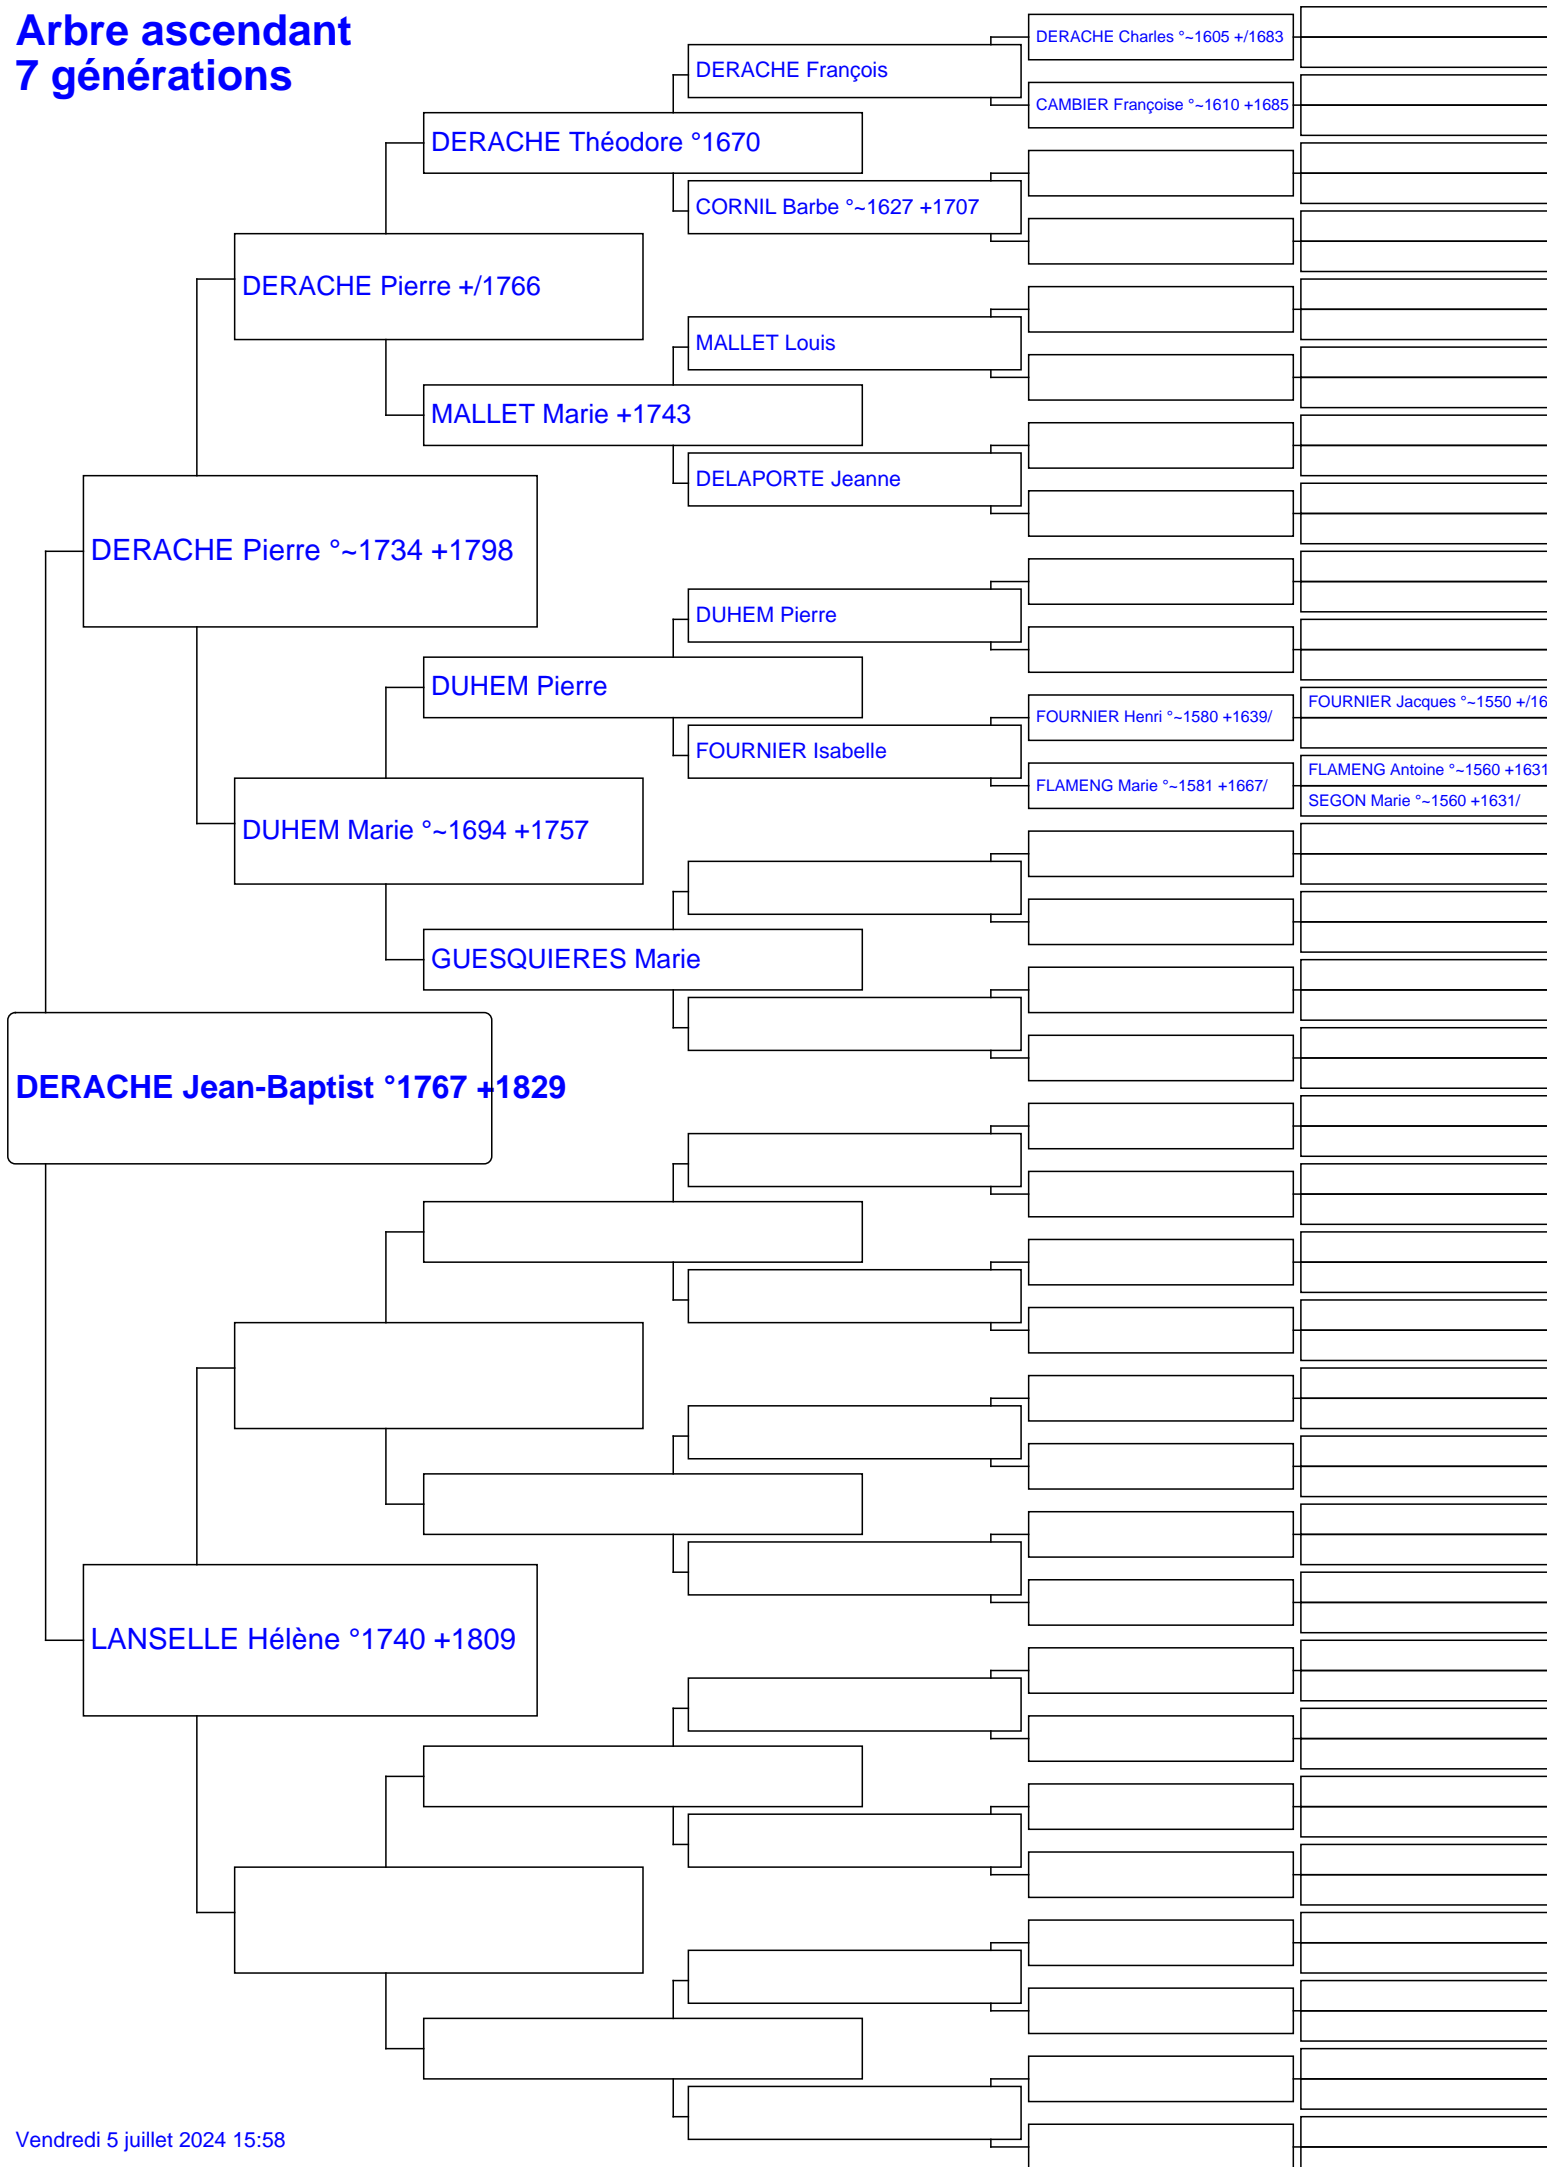 Arbre ascendant
7 générations
DERACHE Charles °~1605 +/1683
DERACHE François
CAMBIER Françoise °~1610 +1685
DERACHE Théodore °1670
CORNIL Barbe °~1627 +1707
DERACHE Pierre +/1766
MALLET Louis
MALLET Marie +1743
DELAPORTE Jeanne
DERACHE Pierre °~1734 +1798
DUHEM Pierre
DUHEM Pierre
FOURNIER Jacques °~1550 +/16
FOURNIER Henri °~1580 +1639/
FOURNIER Isabelle
FLAMENG Antoine °~1560 +1631
FLAMENG Marie °~1581 +1667/
SEGON Marie °~1560 +1631/
DUHEM Marie °~1694 +1757
GUESQUIERES Marie
DERACHE Jean-Baptist °1767 +1829
LANSELLE Hélène °1740 +1809
Vendredi 5 juillet 2024 15:58